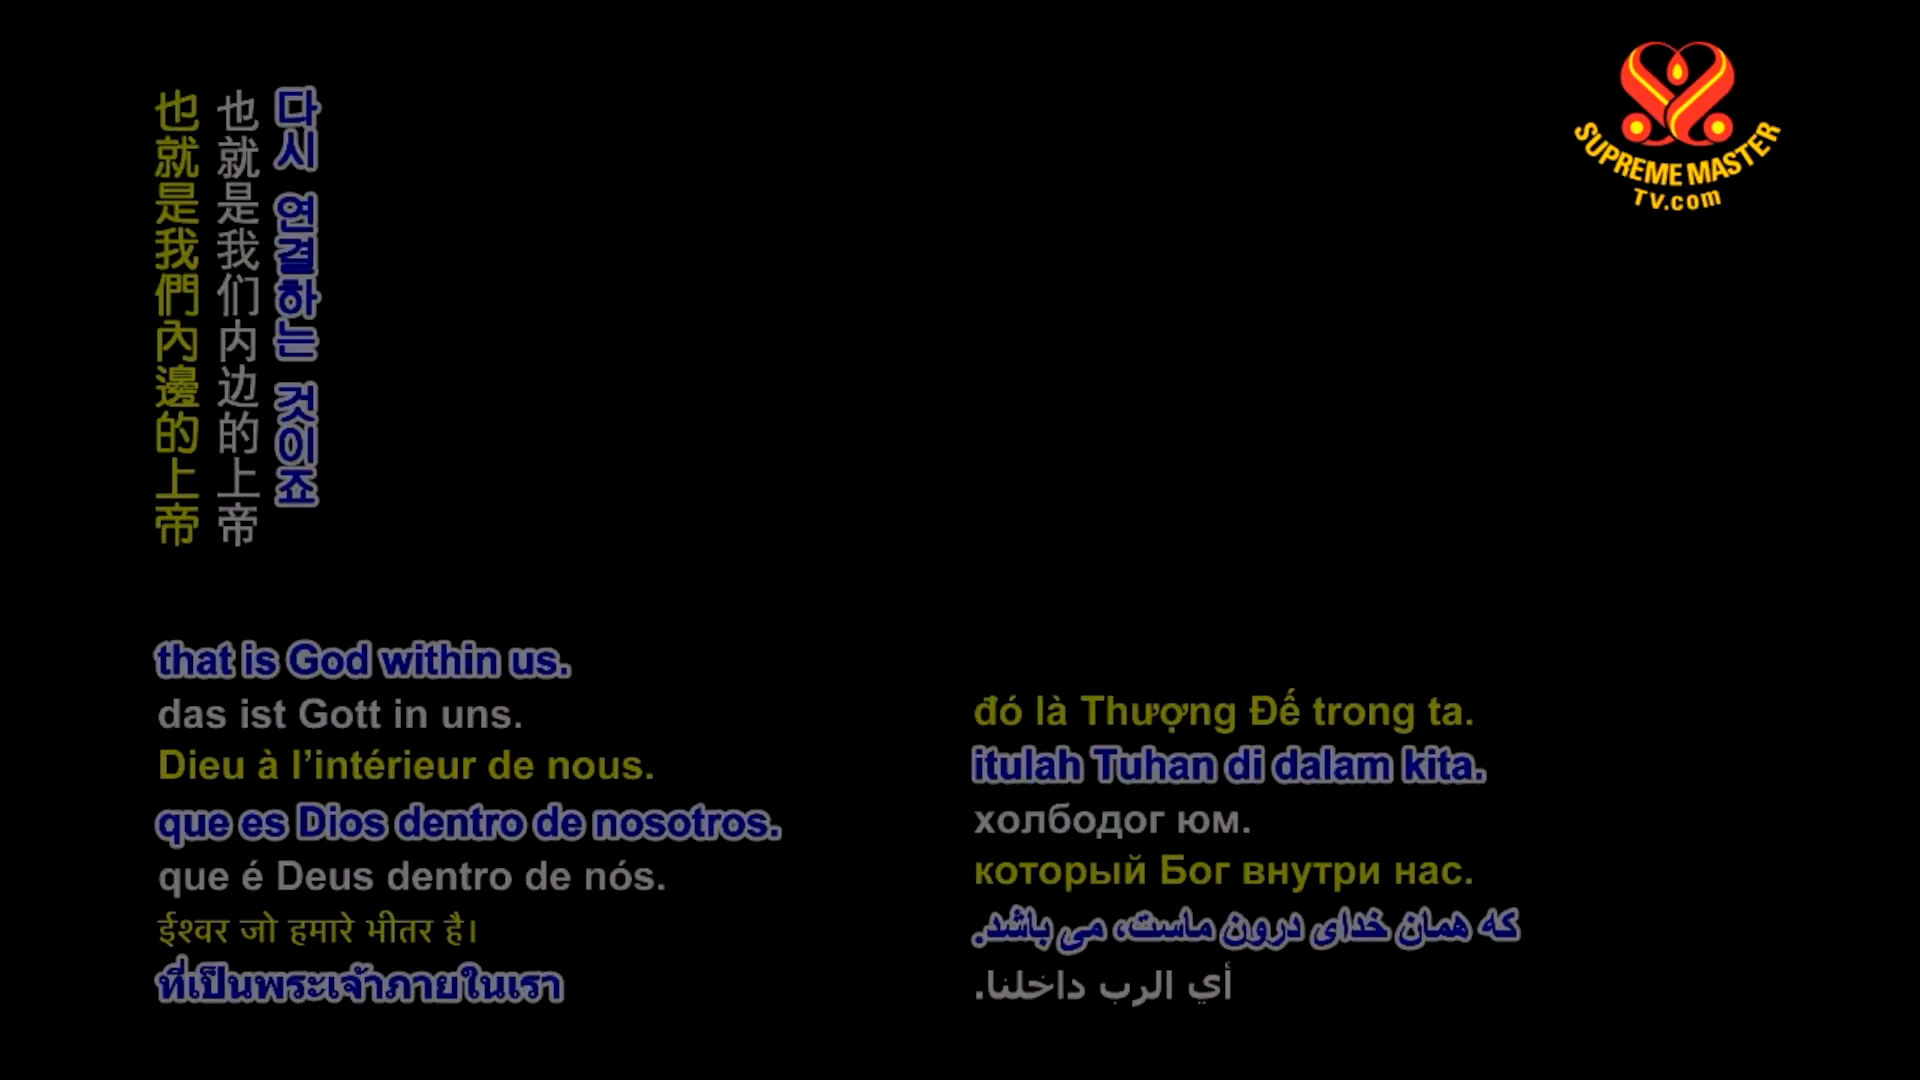 也就是我們內邊的上帝
也就是我们内边的上帝
다시 연결하는 것이죠
SUPREME MASTER
TV.com
that is God within us.
das ist Gott in uns.
Dieu à l’intérieur de nous.
que es Dios dentro de nosotros.
que é Deus dentro de nós.
ईश्वर जो हमारे भीतर है।
ที่เป็นพระเจ้าภายในเรา
đó là Thượng Đế trong ta.
itulah Tuhan di dalam kita.
холбодог юм.
который Бог внутри нас.
که همان خدای درون ماست، می باشد.
أي الرب داخلنا.